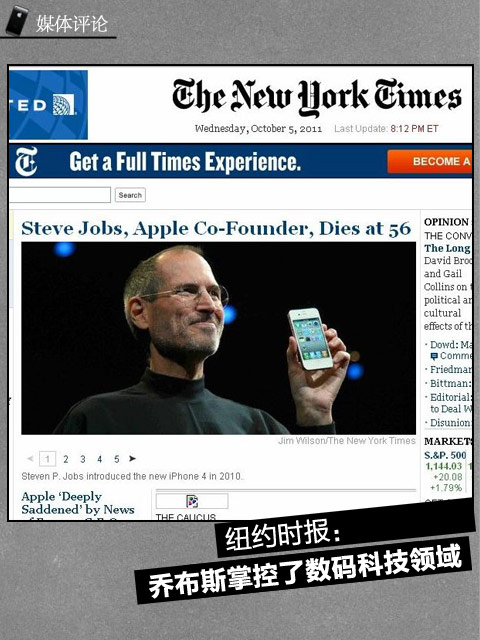 媒体评论
TED
The New York Times
Wednesday, October 5, 2011 Last Update: 8:12 PM ET
Get a Full Times Experience.
BECOME A
Search
Steve Jobs, Apple Co-Founder, Dies at 56
Jim Wilson/The New York Times
1 2 3 4 5
Steven P. Jobs introduced the new iPhone 4 in 2010.
Apple ‘Deeply
Saddened’ by News
THE CAUCUS
OPINION
THE CONV
The Long
David Broo
and Gail
Collins on t
political an
cultural
effects of th
· Dowd: Ma
Comme
· Friedman
· Bittman:
· Editorial:
to Deal W
· Disunion
MARKETS
S.&P. 500
1,144.03
+20.08
+1.79%
纽约时报：
乔布斯掌控了数码科技领域